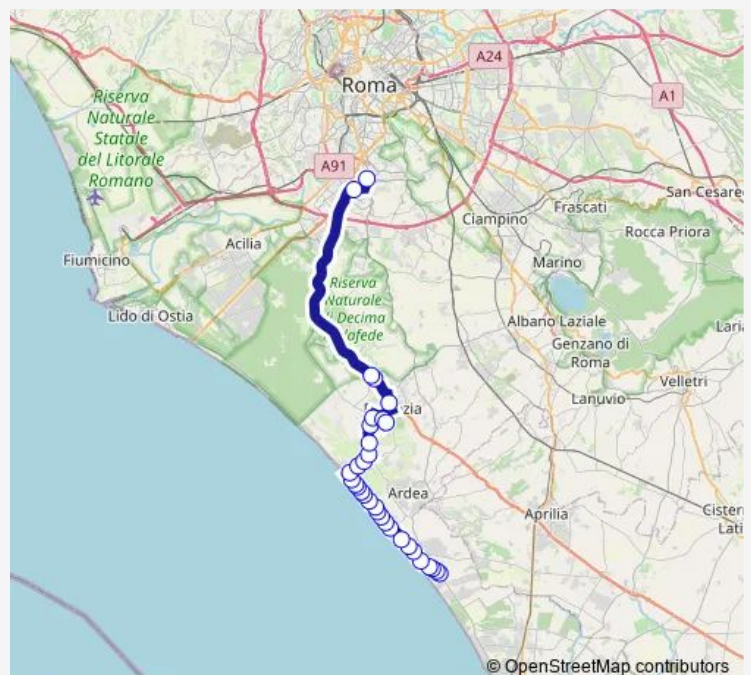 A24
Roma
A1
Riserva
Naturale
Statale
del Litorale
Romano
A91
San Cesareo
Ciampino
Frascati
Rocca Priora
Acilia
Fiumicino
Marino
Riserva
Naturale
Lido di Ostia
Albano Laziale
Genzano di
Roma
Velletri
Lanuvio
Ardea
Aprilia
© OpenStreetMap contributors